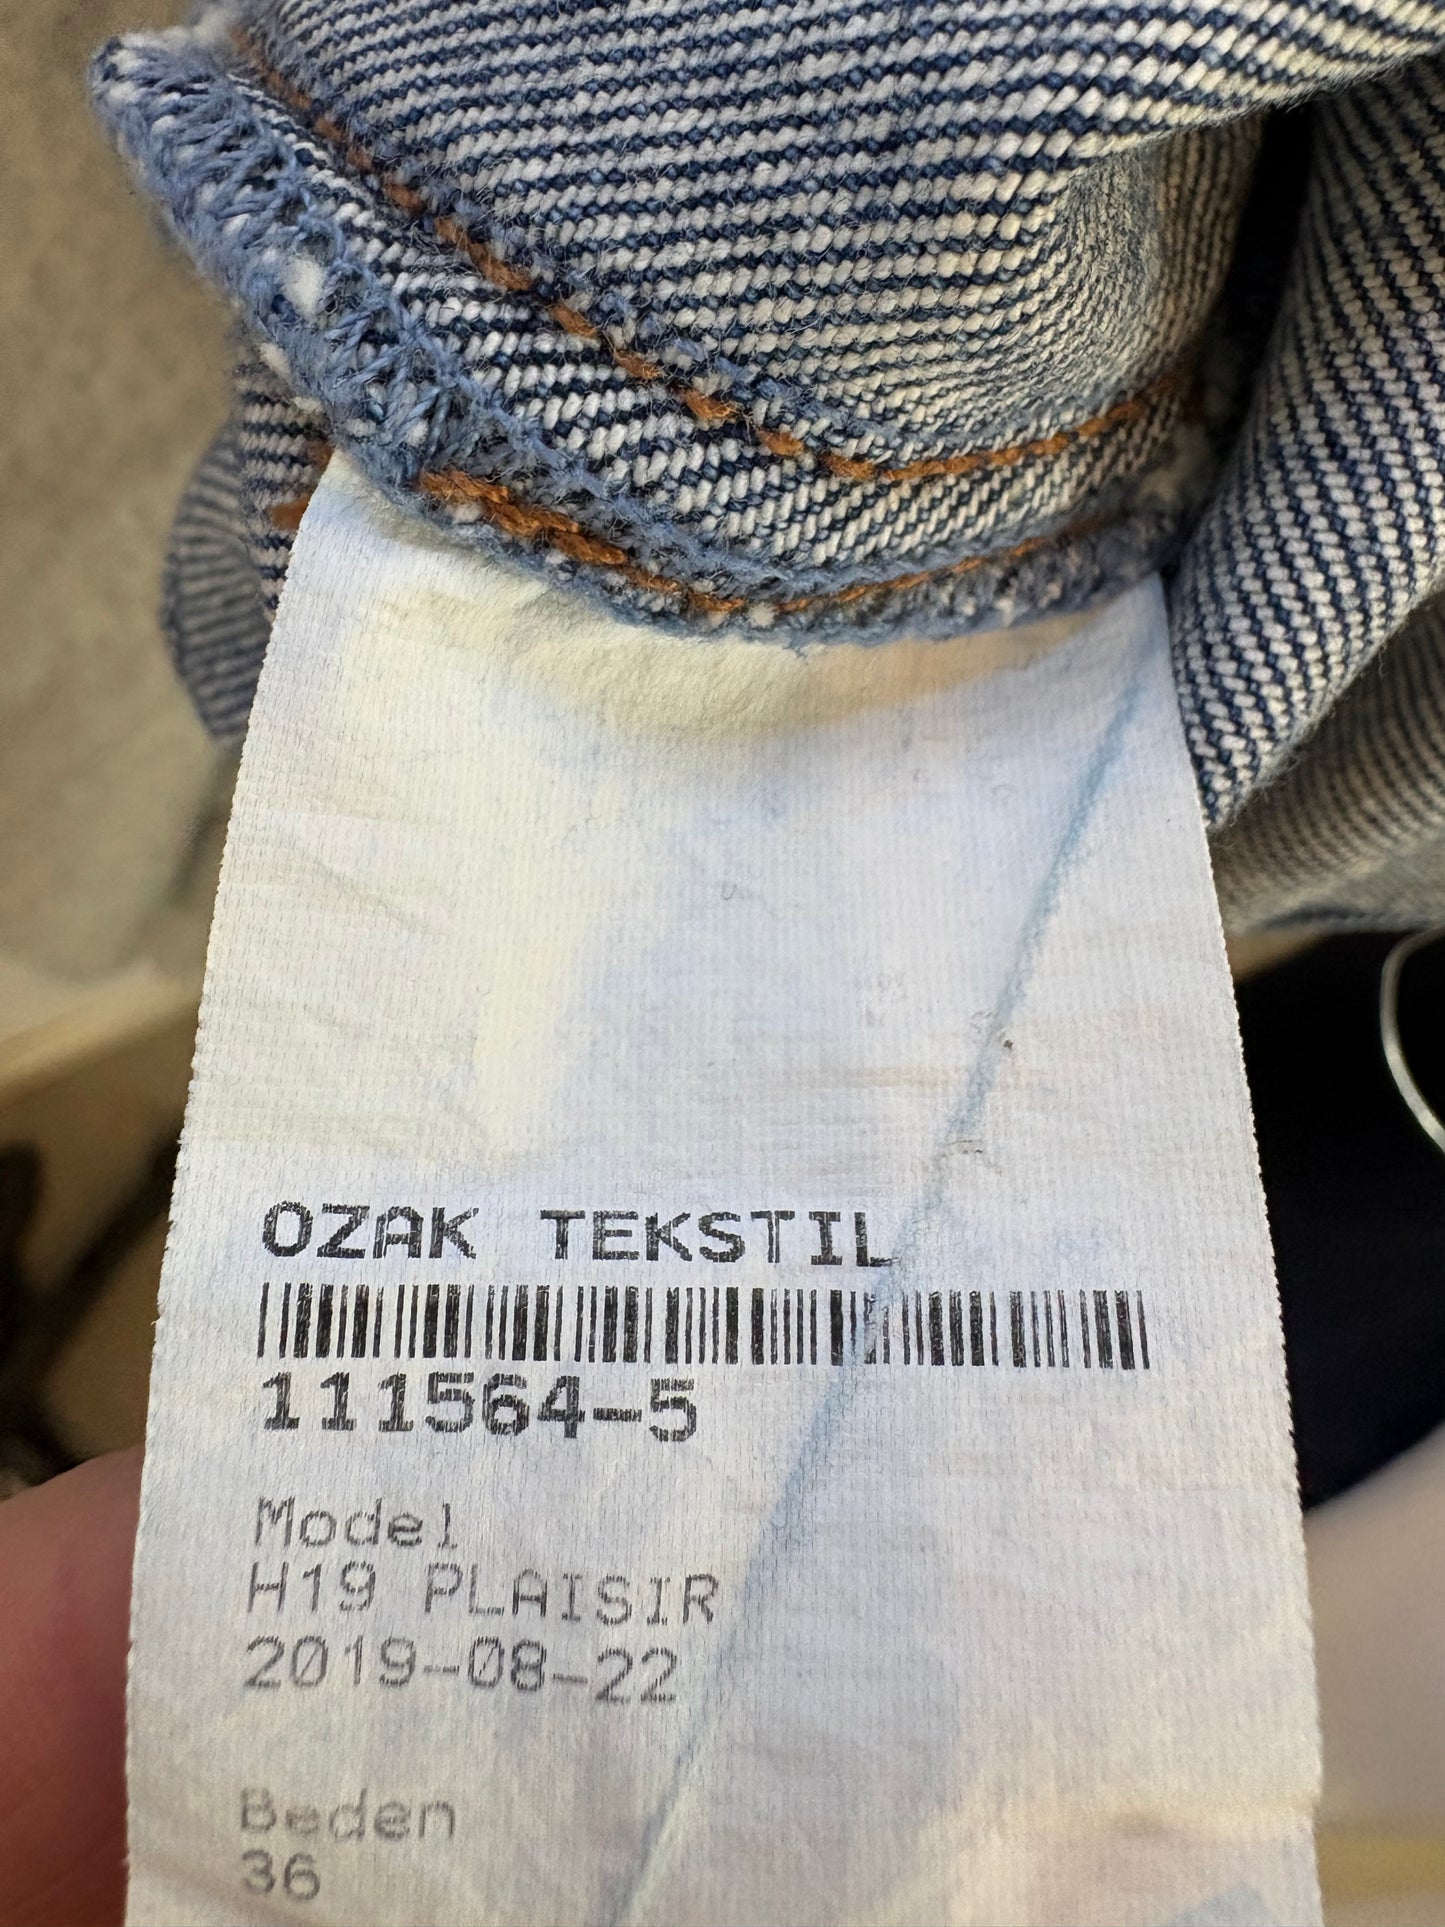 OZAK TEKSTIL
111564-5
Model
H19 PLAISIR
2019-08-22
Beden
36